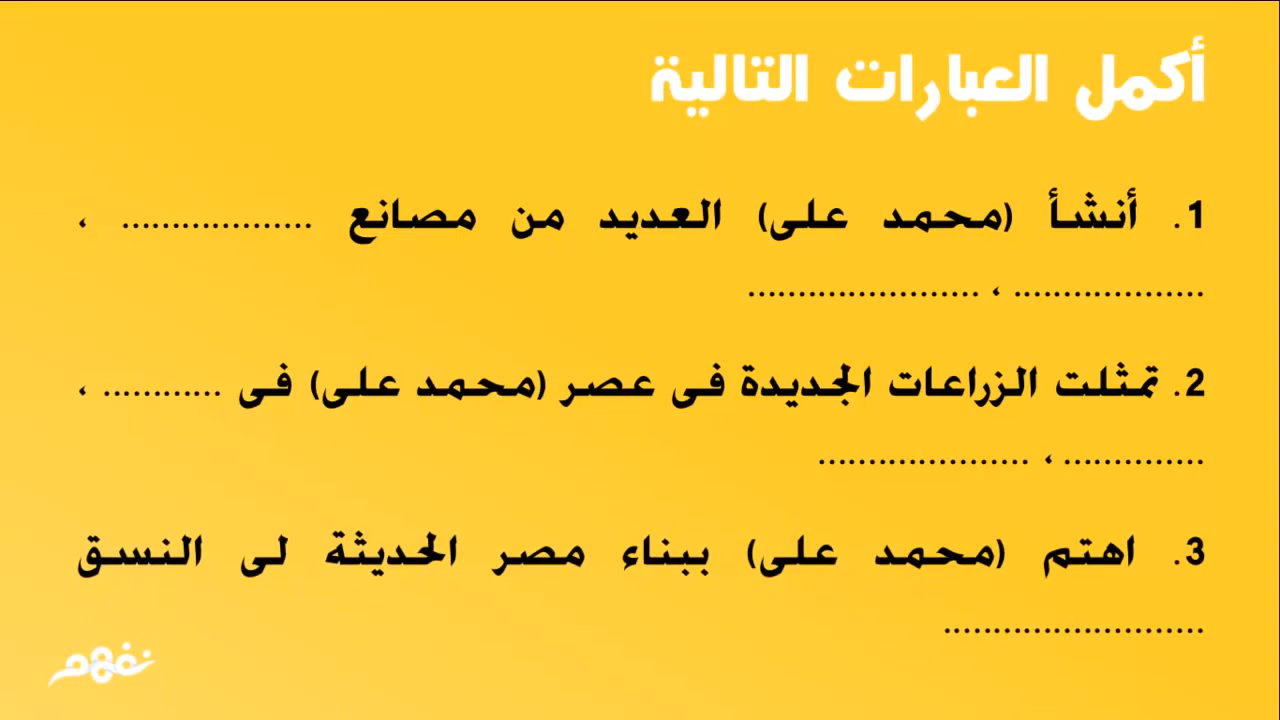 أكمل العبارات التالية
1. أنشأ (محمد على) العديد من مصانع ................... ،
................... ، .......................
2. تمثلت الزراعات الجديدة فى عصر (محمد على) فى ............ ،
.............. ، .....................
3. اهتم (محمد على) ببناء مصر الحديثة لى النسق
..........................
نفهم